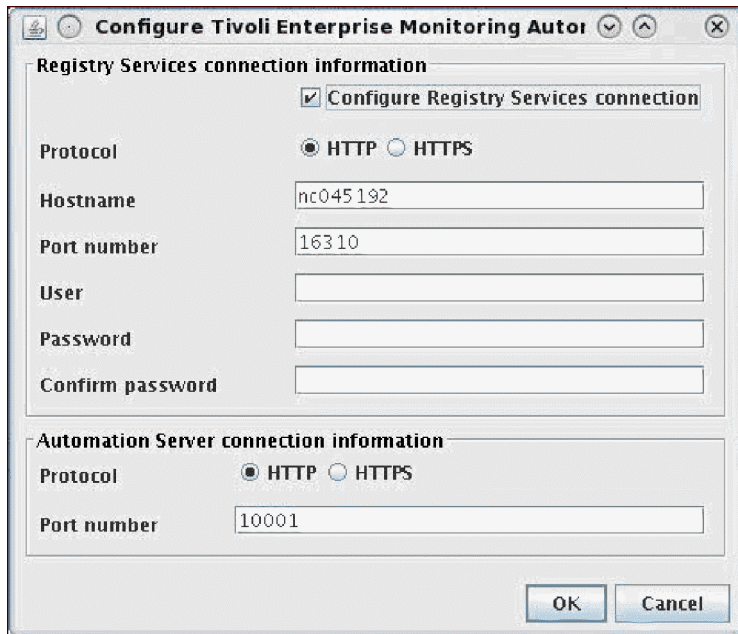 Configure Tivoli Enterprise Monitoring Autor
Registry Services connection information
Configure Registry Services connection
Protocol HTTP HTTPS
Hostname nc045192
Port number 16310
User
Password
Confirm password
Automation Server connection information
Protocol HTTP HTTPS
Port number 10001
OK Cancel